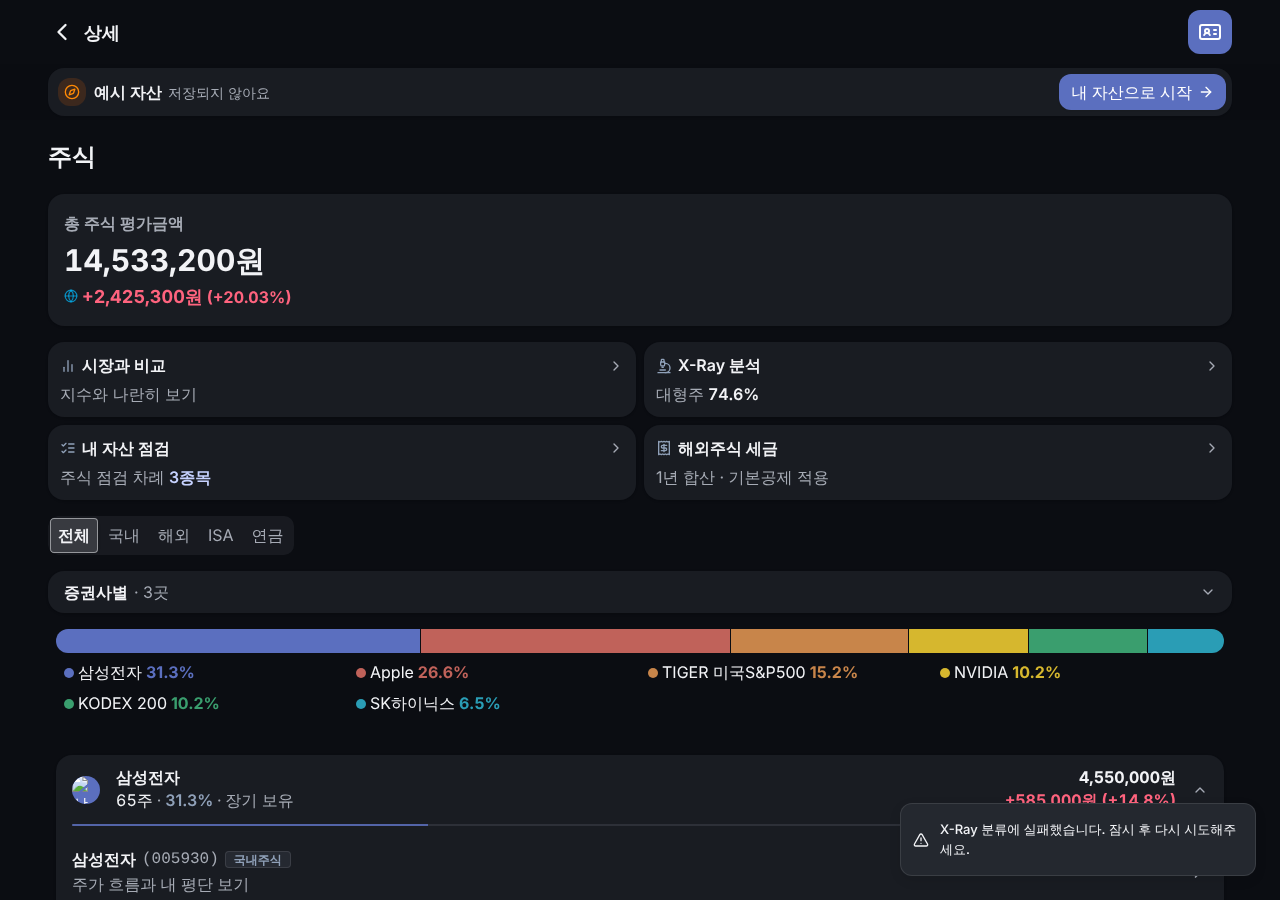 상세
예시 자산 저장되지 않아요
내 자산으로 시작 →
주식
총 주식 평가금액
14,533,200원
+2,425,300원 (+20.03%)
시장과 비교
지수와 나란히 보기
X-Ray 분석
대형주 74.6%
내 자산 점검
주식 점검 차례 3종목
해외주식 세금
1년 합산 · 기본공제 적용
전체 국내 해외 ISA 연금
증권사별 · 3곳
삼성전자 31.3% Apple 26.6% TIGER 미국S&P500 15.2% NVIDIA 10.2%
KODEX 200 10.2% SK하이닉스 6.5%
삼성전자
65주 · 31.3% · 장기 보유
4,550,000원
+585,000원 (+14.8%)
삼성전자 (005930) 국내주식
주가 흐름과 내 평단 보기
X-Ray 분류에 실패했습니다. 잠시 후 다시 시도해주
세요.